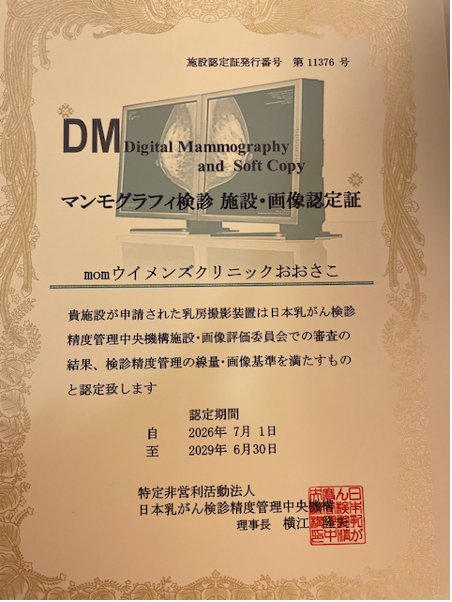 施設認定証発行番号 第 11376 号
DM Digital Mammography
and Soft Copy
マンモグラフィ検診 施設・画像認定証
momウイメンズクリニックおおさこ
貴施設が申請された乳房撮影装置は日本乳がん検診
精度管理中央機構施設・画像評価委員会での審査の
結果、検診精度管理の線量・画像基準を満たすもの
と認定致します
認定期間
自 2026年 7月 1日
至 2029年 6月30日
特定非営利活動法人
日本乳がん検診精度管理中央機構
理事長 横江